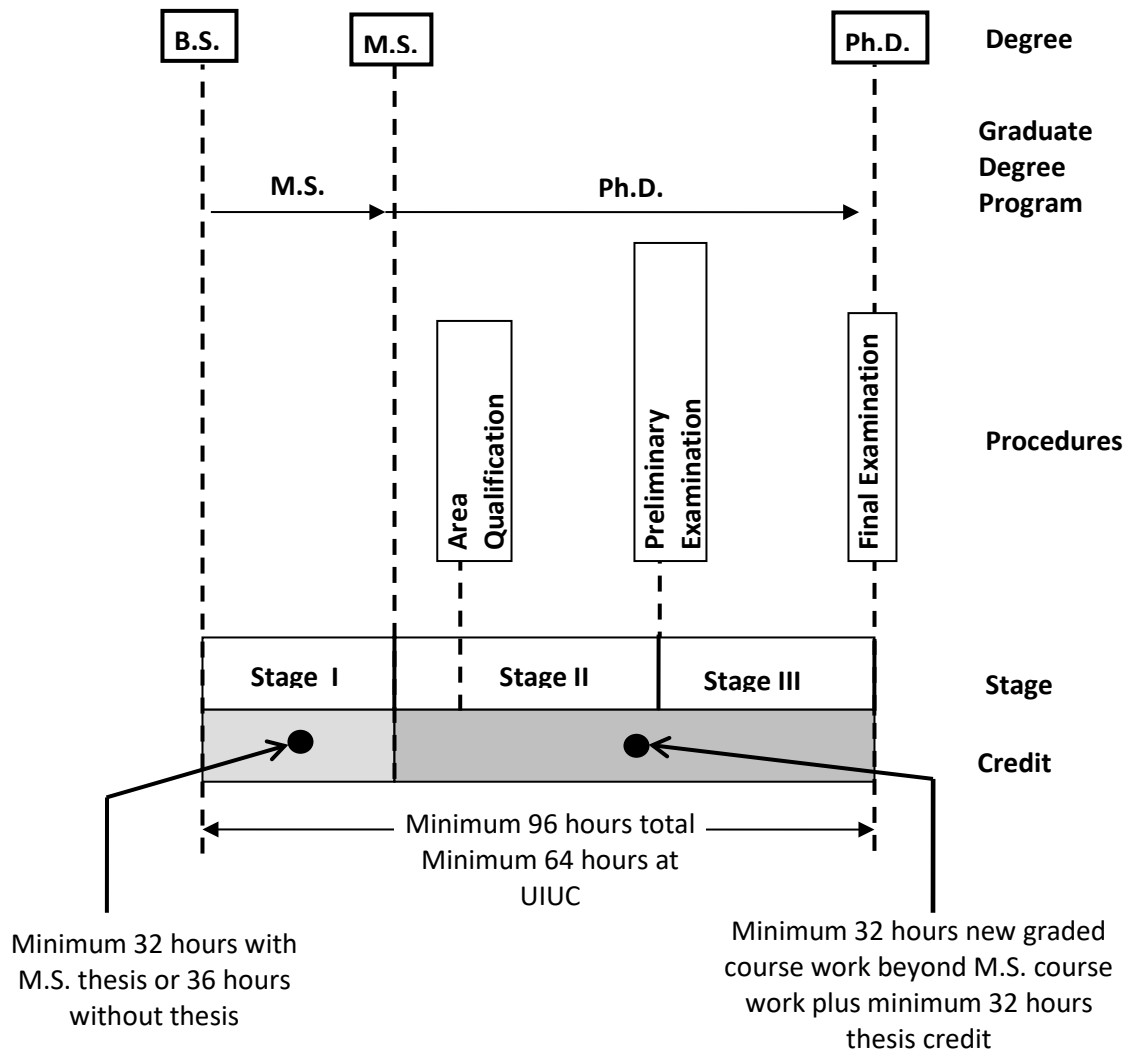 B.S.
M.S.
Ph.D.
Degree
Graduate
Degree
Program
M.S.
Ph.D.
Area
Qualification
Preliminary
Examination
Final Examination
Procedures
Stage I
Stage II
Stage III
Stage
Credit
Minimum 96 hours total
Minimum 64 hours at
UIUC
Minimum 32 hours with
M.S. thesis or 36 hours
without thesis
Minimum 32 hours new graded
course work beyond M.S. course
work plus minimum 32 hours
thesis credit